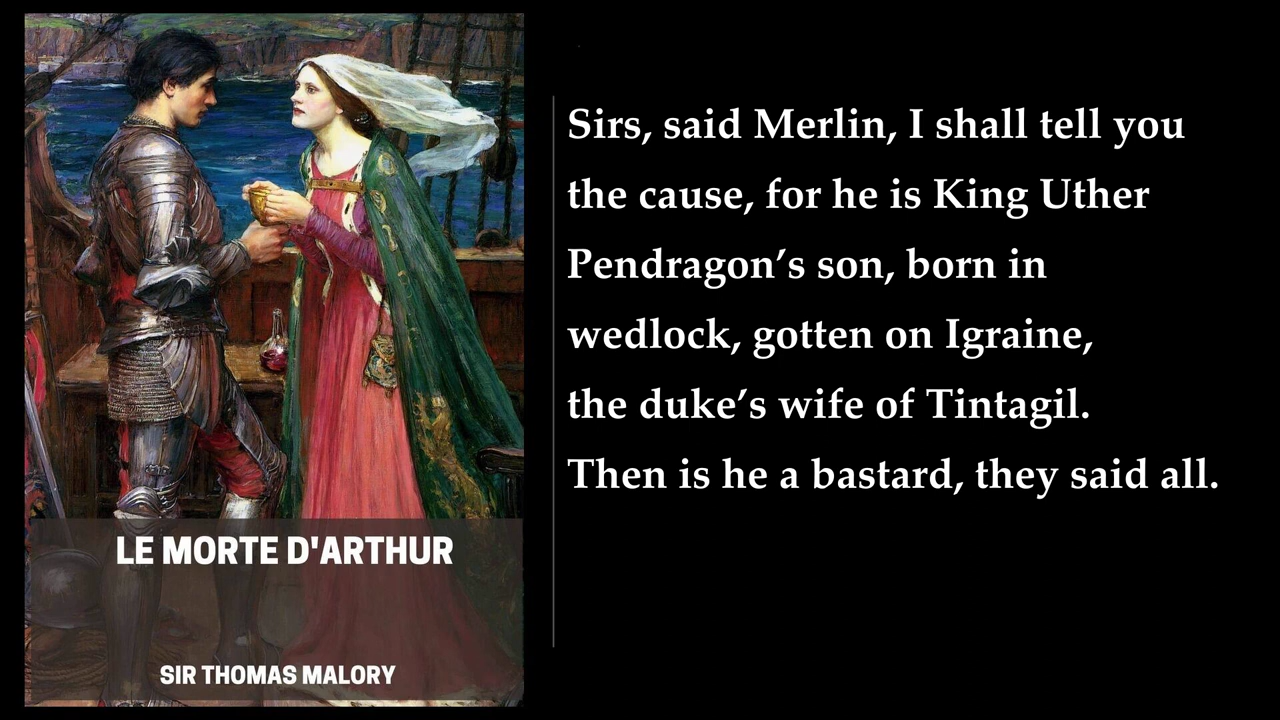 Sirs, said Merlin, I shall tell you
the cause, for he is King Uther
Pendragon’s son, born in
wedlock, gotten on Igraine,
the duke’s wife of Tintagil.
Then is he a bastard, they said all.
LE MORTE D'ARTHUR
SIR THOMAS MALORY